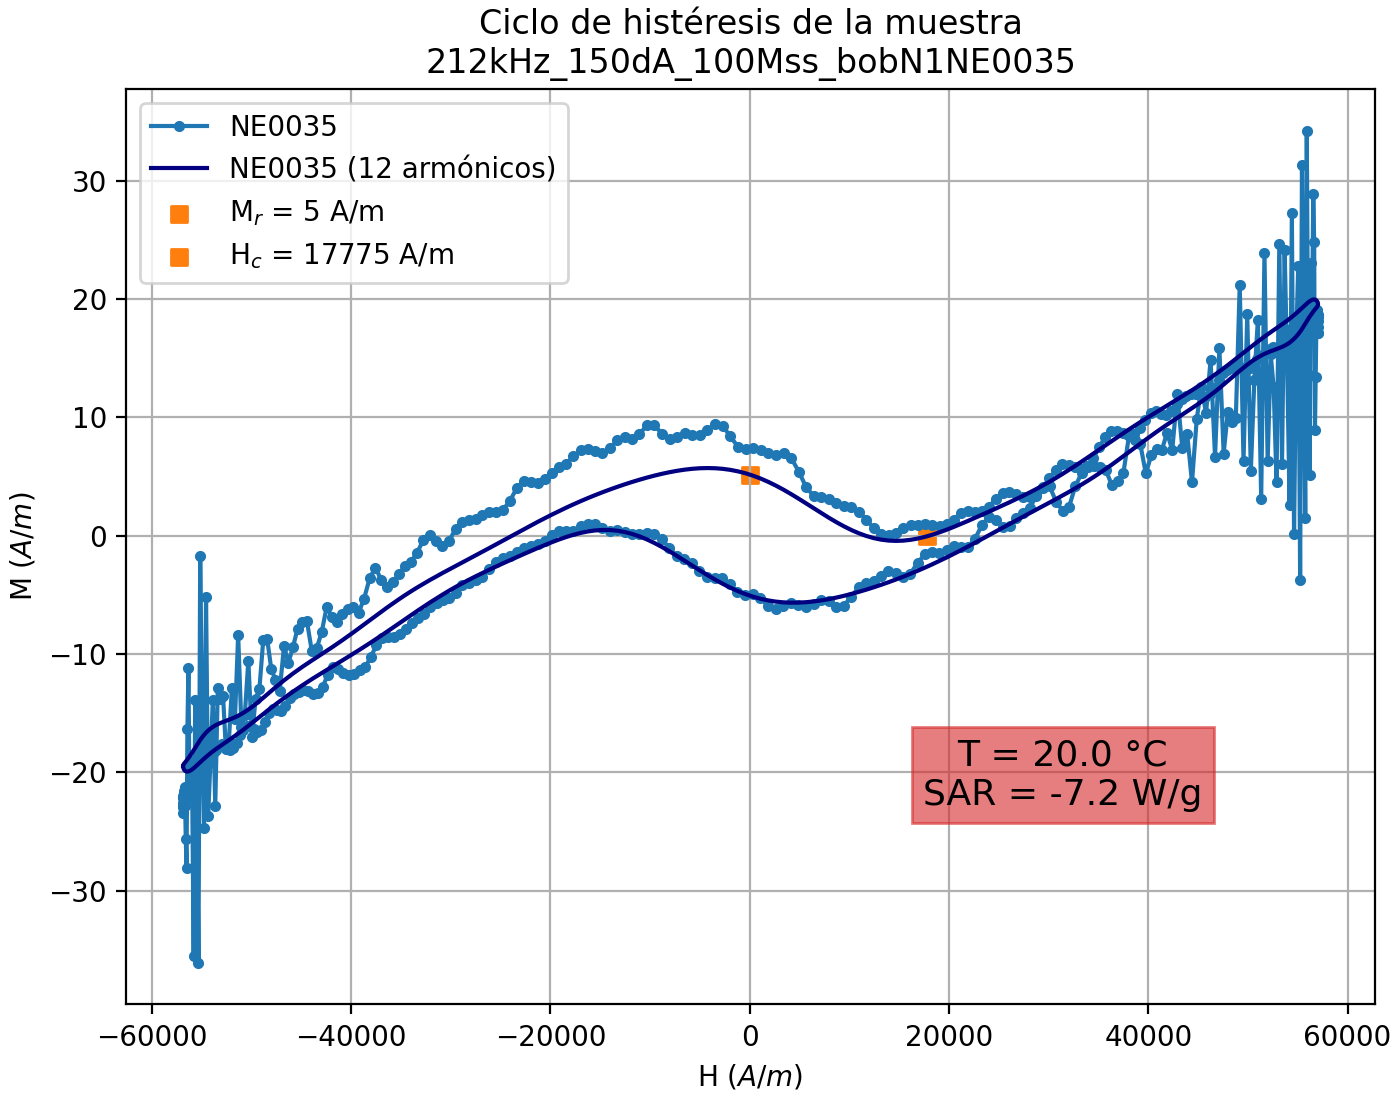 Ciclo de histéresis de la muestra
212kHz_150dA_100Mss_bobN1NE0035
NE0035
NE0035 (12 armónicos)
Mᵣ = 5 A/m
H_c = 17775 A/m
M (A/m)
30
20
10
0
−10
−20
−30
T = 20.0 °C
SAR = -7.2 W/g
−60000 −40000 −20000 0 20000 40000 60000
H (A/m)